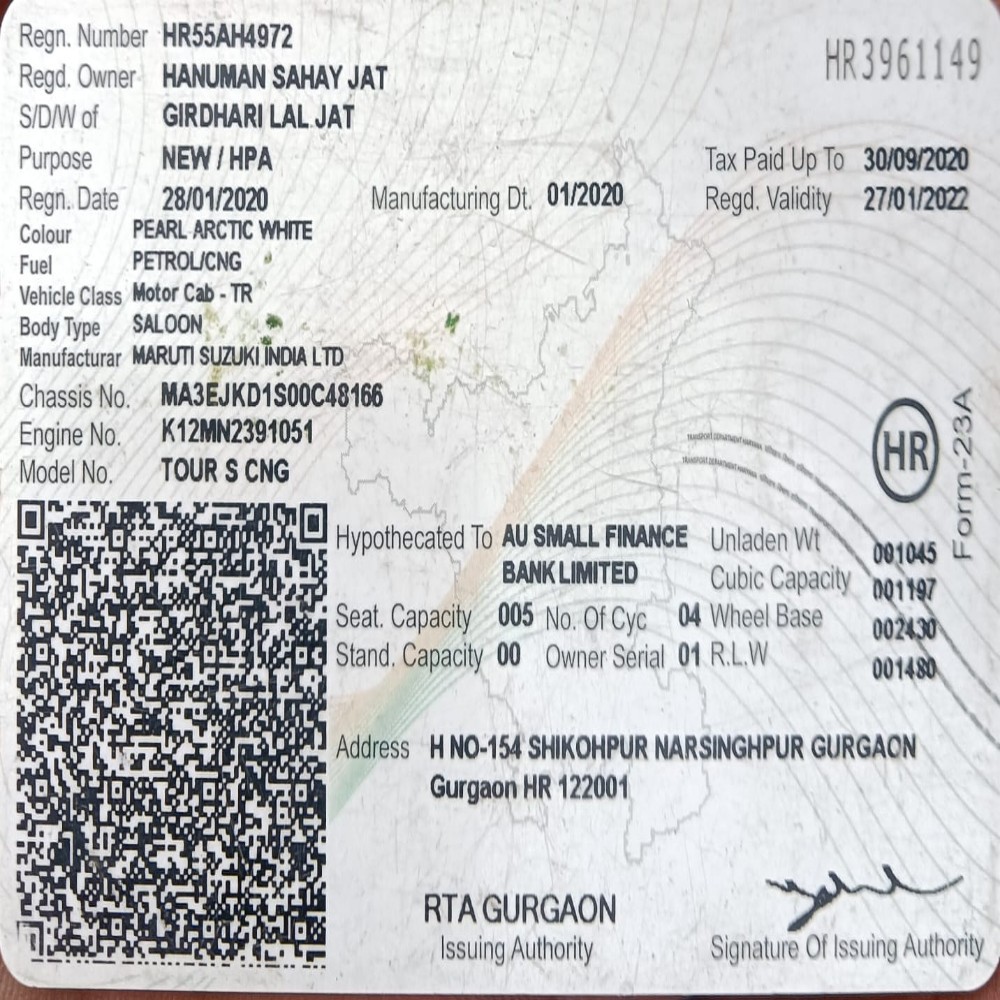 Regn. Number HR55AH4972
HR3961149
Regd. Owner HANUMAN SAHAY JAT
S/D/W of GIRDHARI LAL JAT
Purpose NEW / HPA Tax Paid Up To 30/09/2020
Regn. Date 28/01/2020 Manufacturing Dt. 01/2020 Regd. Validity 27/01/2022
Colour PEARL ARCTIC WHITE
Fuel PETROL/CNG
Vehicle Class Motor Cab - TR
Body Type SALOON
Manufacturar MARUTI SUZUKI INDIA LTD
Chassis No. MA3EJKD1S00C48166
Engine No. K12MN2391051
Model No. TOUR S CNG
HR
Form-23A
Hypothecated To AU SMALL FINANCE BANK LIMITED
Unladen Wt 001045
Cubic Capacity 001197
Seat. Capacity 005 No. Of Cyc 04 Wheel Base 002430
Stand. Capacity 00 Owner Serial 01 R.L.W 001480
Address H NO-154 SHIKOHPUR NARSINGHPUR GURGAON
Gurgaon HR 122001
RTA GURGAON
Issuing Authority
Signature Of Issuing Authority